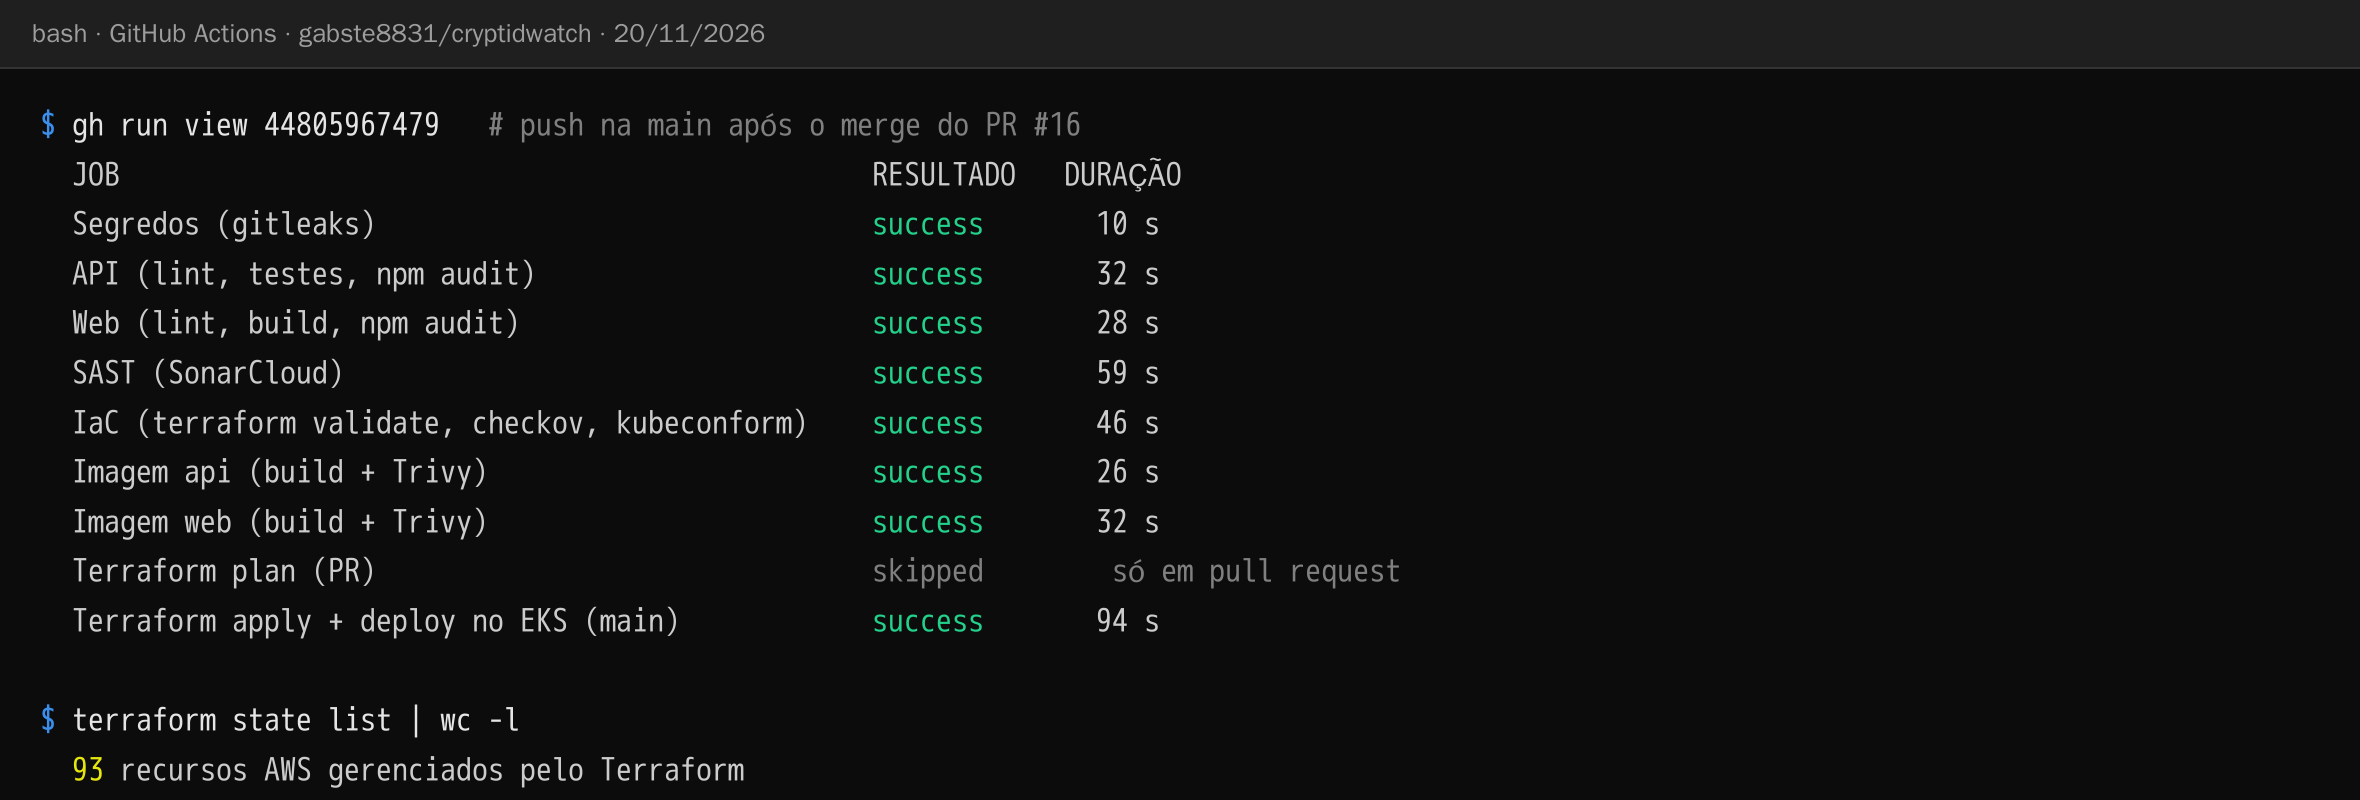 bash · GitHub Actions · gabste8831/cryptidwatch · 20/11/2026
$ gh run view 44805967479 # push na main após o merge do PR #16
JOB RESULTADO DURAÇÃO
Segredos (gitleaks) success 10 s
API (lint, testes, npm audit) success 32 s
Web (lint, build, npm audit) success 28 s
SAST (SonarCloud) success 59 s
IaC (terraform validate, checkov, kubeconform) success 46 s
Imagem api (build + Trivy) success 26 s
Imagem web (build + Trivy) success 32 s
Terraform plan (PR) skipped só em pull request
Terraform apply + deploy no EKS (main) success 94 s
$ terraform state list | wc -l
93 recursos AWS gerenciados pelo Terraform